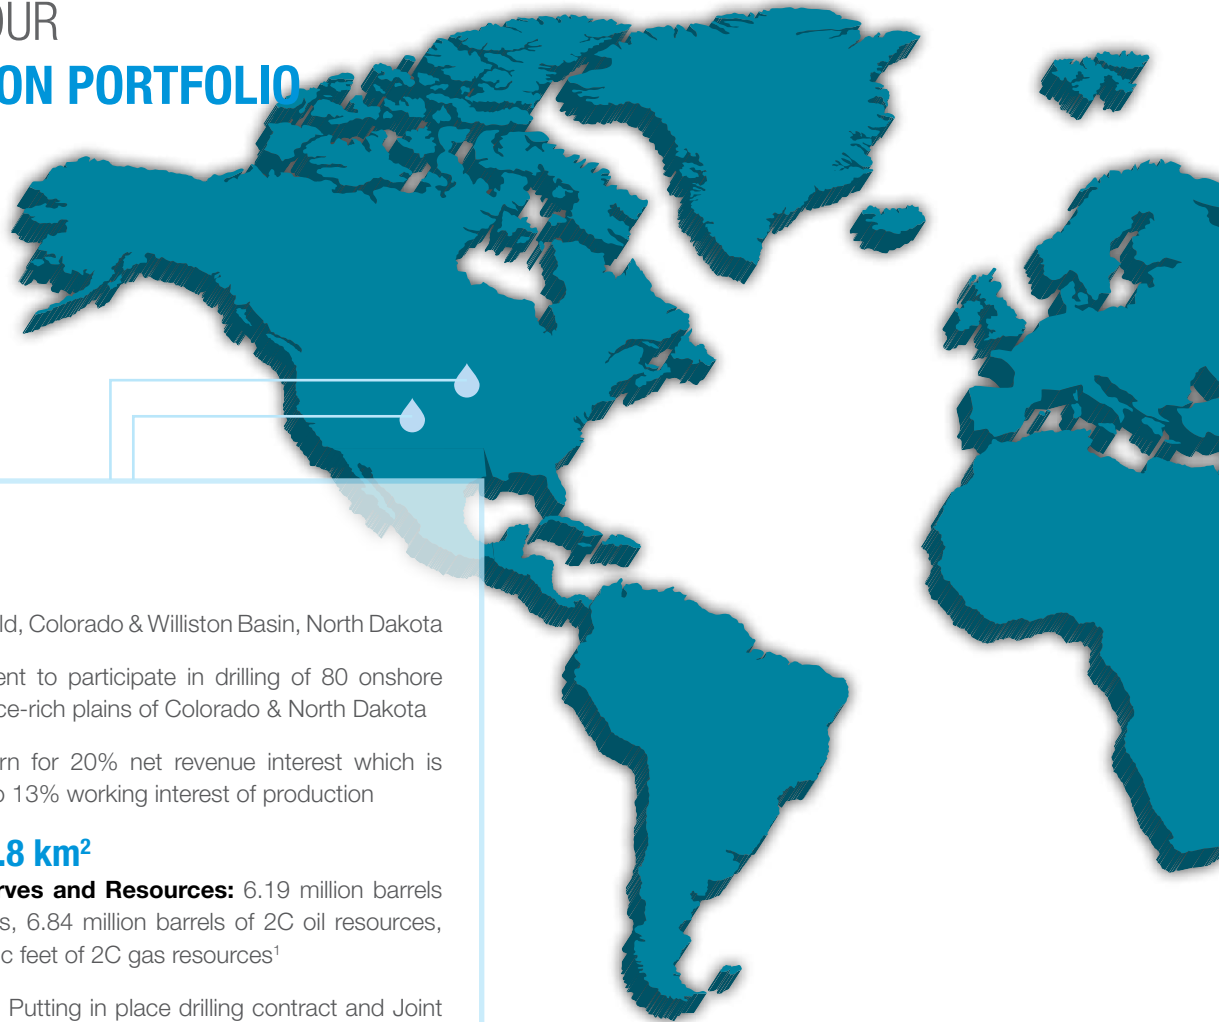 OUR
ON PORTFOLIO
ld, Colorado & Williston Basin, North Dakota
ent to participate in drilling of 80 onshore
ce-rich plains of Colorado & North Dakota
rn for 20% net revenue interest which is
o 13% working interest of production
.8 km²
rves and Resources: 6.19 million barrels
s, 6.84 million barrels of 2C oil resources,
c feet of 2C gas resources¹
Putting in place drilling contract and Joint